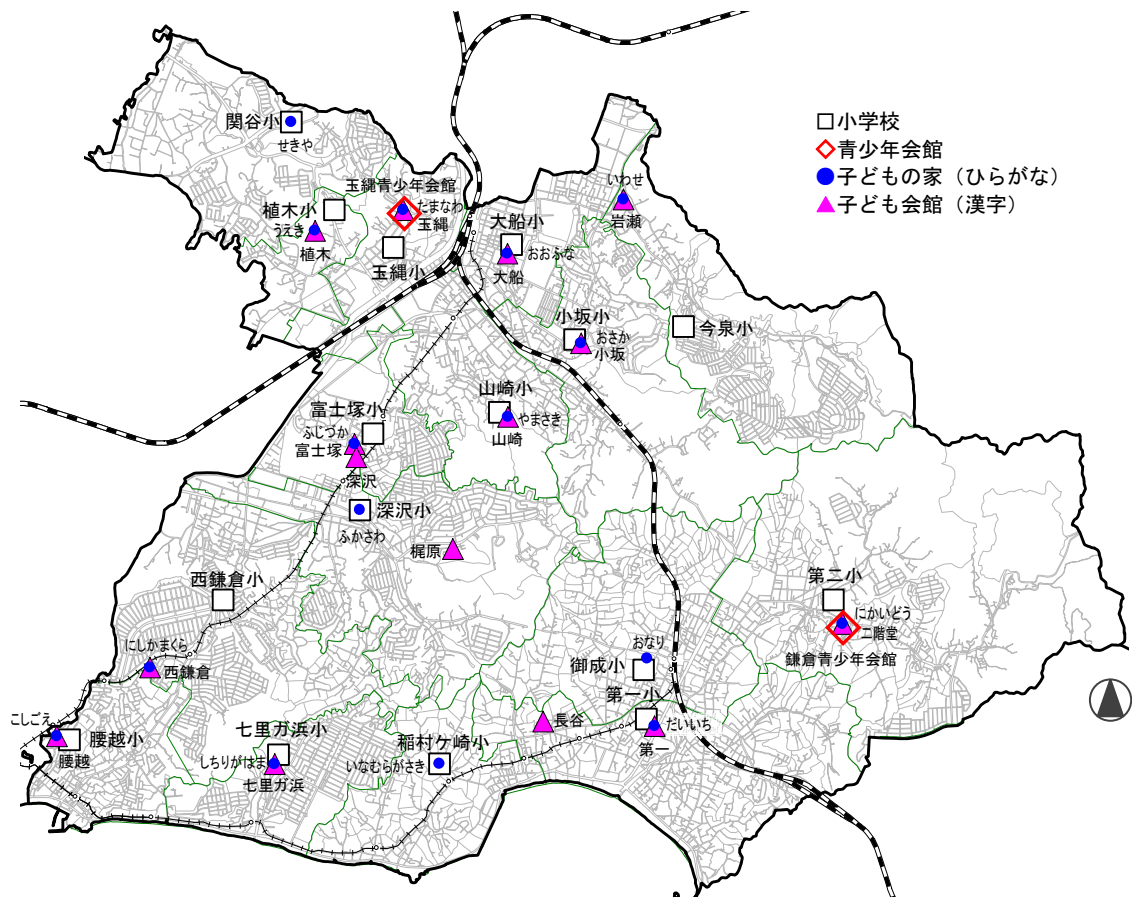 □小学校
◇青少年会館
●子どもの家（ひらがな）
▲子ども会館（漢字）
関谷小
せきや
玉縄青少年会館
だまなわ
玉縄
植木小
うえき
植木
玉縄小
いわせ
岩瀬
大船小
おおふな
大船
小坂小
おさか
小坂
今泉小
山崎小
やまさき
山崎
富士塚小
ふじづか
富士塚
深沢
深沢小
ふかさわ
梶原
西鎌倉小
にしかまくら
西鎌倉
第二小
にかいどう
二階堂
鎌倉青少年会館
おなり
御成小
第一小
だいいち
第一
長谷
こしごえ
腰越小
腰越
七里ガ浜小
しちりがはま
七里ガ浜
稲村ケ崎小
いなむらがさき